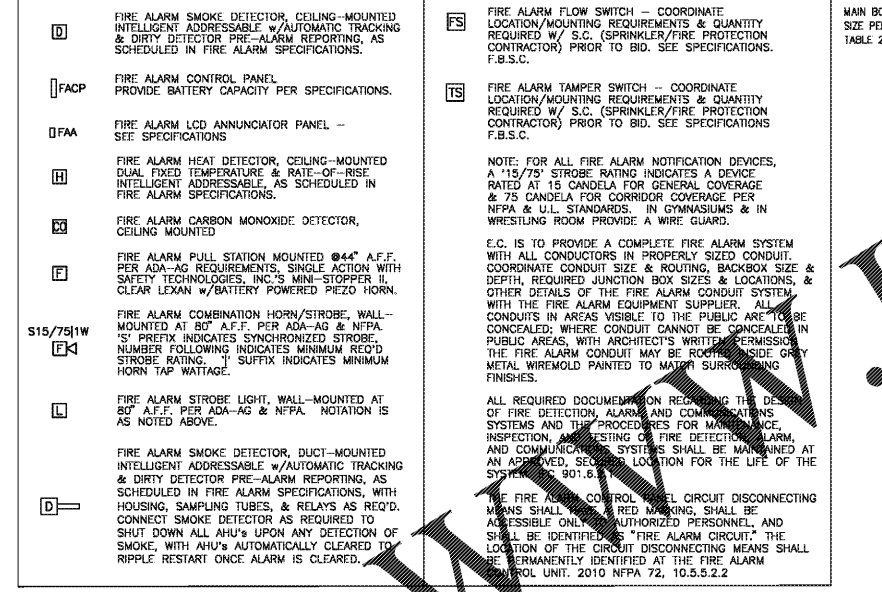 D
FIRE ALARM SMOKE DETECTOR, CEILING-MOUNTED
INTELLIGENT ADDRESSABLE w/AUTOMATIC TRACKING
& DIRTY DETECTOR PRE-ALARM REPORTING, AS
SCHEDULED IN FIRE ALARM SPECIFICATIONS.
FACP
FIRE ALARM CONTROL PANEL
PROVIDE BATTERY CAPACITY PER SPECIFICATIONS.
FAA
FIRE ALARM LCD ANNUNCIATOR PANEL -
SEE SPECIFICATIONS
H
FIRE ALARM HEAT DETECTOR, CEILING-MOUNTED
DUAL FIXED TEMPERATURE & RATE-OF-RISE
INTELLIGENT ADDRESSABLE, AS SCHEDULED IN
FIRE ALARM SPECIFICATIONS.
CO
FIRE ALARM CARBON MONOXIDE DETECTOR,
CEILING MOUNTED
F
FIRE ALARM PULL STATION MOUNTED @44" A.F.F.
PER ADA-AG REQUIREMENTS, SINGLE ACTION WITH
SAFETY TECHNOLOGIES, INC.'S MINI-STOPPER II,
CLEAR LEXAN w/BATTERY POWERED PIEZO HORN.
S15/75|1W
F
FIRE ALARM COMBINATION HORN/STROBE, WALL-
MOUNTED AT 80" A.F.F. PER ADA-AG & NFPA.
'S' PREFIX INDICATES SYNCHRONIZED STROBE,
NUMBER FOLLOWING INDICATES MINIMUM REQ'D
STROBE RATING. '|' SUFFIX INDICATES MINIMUM
HORN TAP WATTAGE.
L
FIRE ALARM STROBE LIGHT, WALL-MOUNTED AT
80" A.F.F. PER ADA-AG & NFPA. NOTATION IS
AS NOTED ABOVE.
D
FIRE ALARM SMOKE DETECTOR, DUCT-MOUNTED
INTELLIGENT ADDRESSABLE w/AUTOMATIC TRACKING
& DIRTY DETECTOR PRE-ALARM REPORTING, AS
SCHEDULED IN FIRE ALARM SPECIFICATIONS, WITH
HOUSING, SAMPLING TUBES, & RELAYS AS REQ'D.
CONNECT SMOKE DETECTOR AS REQUIRED TO
SHUT DOWN ALL AHU's UPON ANY DETECTION OF
SMOKE, WITH AHU's AUTOMATICALLY CLEARED TO
RIPPLE RESTART ONCE ALARM IS CLEARED.
FS
FIRE ALARM FLOW SWITCH - COORDINATE
LOCATION/MOUNTING REQUIREMENTS & QUANTITY
REQUIRED W/ S.C. (SPRINKLER/FIRE PROTECTION
CONTRACTOR) PRIOR TO BID. SEE SPECIFICATIONS.
F.B.S.C.
TS
FIRE ALARM TAMPER SWITCH - COORDINATE
LOCATION/MOUNTING REQUIREMENTS & QUANTITY
REQUIRED W/ S.C. (SPRINKLER/FIRE PROTECTION
CONTRACTOR) PRIOR TO BID. SEE SPECIFICATIONS
F.B.S.C.
NOTE: FOR ALL FIRE ALARM NOTIFICATION DEVICES,
A '15/75' STROBE RATING INDICATES A DEVICE
RATED AT 15 CANDELA FOR GENERAL COVERAGE
& 75 CANDELA FOR CORRIDOR COVERAGE PER
NFPA & U.L. STANDARDS. IN GYMNASIUMS & IN
WRESTLING ROOM PROVIDE A WIRE GUARD.
E.C. IS TO PROVIDE A COMPLETE FIRE ALARM SYSTEM
WITH ALL CONDUCTORS IN PROPERLY SIZED CONDUIT.
COORDINATE CONDUIT SIZE & ROUTING, BACKBOX SIZE &
DEPTH, REQUIRED JUNCTION BOX SIZES & LOCATIONS, &
OTHER DETAILS OF THE FIRE ALARM CONDUIT SYSTEM
WITH THE FIRE ALARM EQUIPMENT SUPPLIER. ALL
CONDUITS IN AREAS VISIBLE TO THE PUBLIC ARE TO BE
CONCEALED; WHERE CONDUIT CANNOT BE CONCEALED IN
PUBLIC AREAS, WITH ARCHITECT'S WRITTEN PERMISSION
THE FIRE ALARM CONDUIT MAY BE ROUTED INSIDE GREY
METAL WIREMOLD PAINTED TO MATCH SURROUNDING
FINISHES.
ALL REQUIRED DOCUMENTATION REGARDING THE DESIGN
OF FIRE DETECTION, ALARM, AND COMMUNICATIONS
SYSTEMS AND THE PROCEDURES FOR MAINTENANCE,
INSPECTION, AND TESTING OF FIRE DETECTION, ALARM,
AND COMMUNICATIONS SYSTEMS SHALL BE MAINTAINED AT
AN APPROVED, SECURED LOCATION FOR THE LIFE OF THE
SYSTEM. 901.6.2.1
THE FIRE ALARM CONTROL PANEL CIRCUIT DISCONNECTING
MEANS SHALL HAVE A RED MARKING, SHALL BE
ACCESSIBLE ONLY TO AUTHORIZED PERSONNEL, AND
SHALL BE IDENTIFIED AS "FIRE ALARM CIRCUIT." THE
LOCATION OF THE CIRCUIT DISCONNECTING MEANS SHALL
BE PERMANENTLY IDENTIFIED AT THE FIRE ALARM
CONTROL UNIT. 2010 NFPA 72, 10.5.5.2.2
MAIN BO
SIZE PE
TABLE 2
WWW.